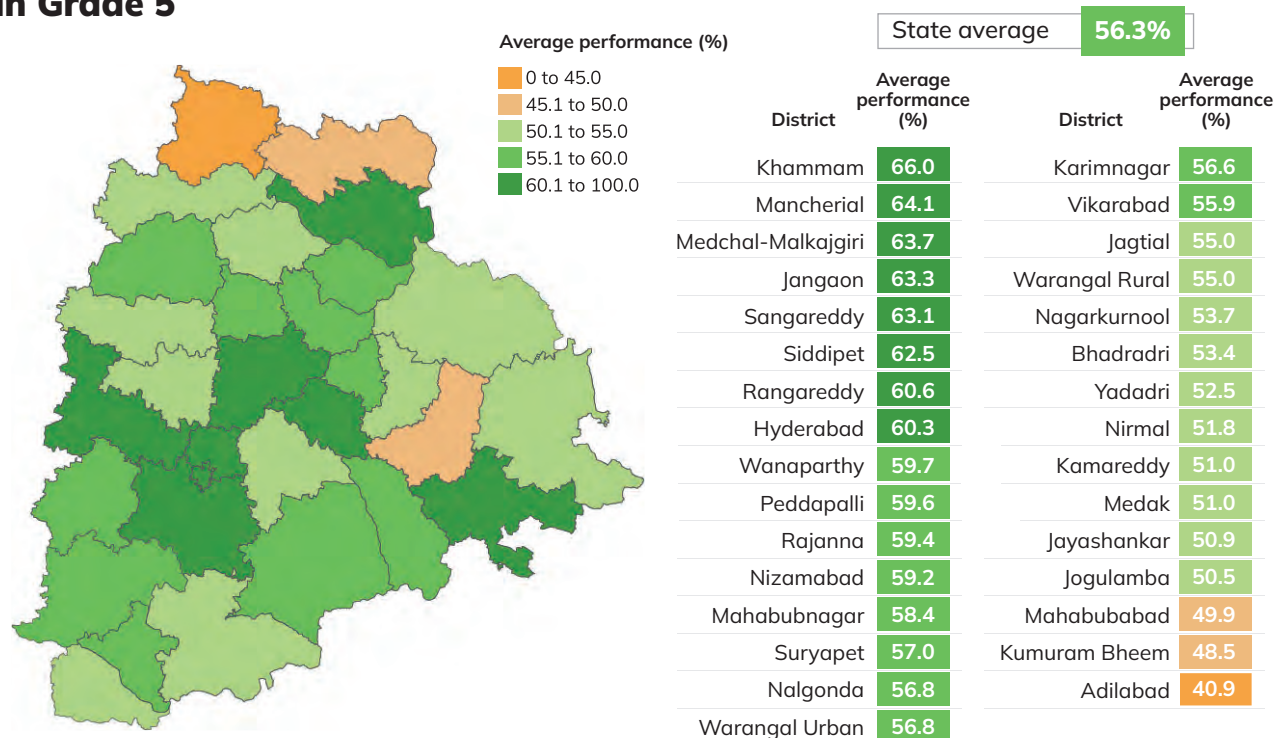 in Grade 5
Average performance (%)
0 to 45.0
45.1 to 50.0
50.1 to 55.0
55.1 to 60.0
60.1 to 100.0
State average 56.3%
District Average performance (%)
Khammam 66.0
Mancherial 64.1
Medchal-Malkajgiri 63.7
Jangaon 63.3
Sangareddy 63.1
Siddipet 62.5
Rangareddy 60.6
Hyderabad 60.3
Wanaparthy 59.7
Peddapalli 59.6
Rajanna 59.4
Nizamabad 59.2
Mahabubnagar 58.4
Suryapet 57.0
Nalgonda 56.8
Warangal Urban 56.8
District Average performance (%)
Karimnagar 56.6
Vikarabad 55.9
Jagtial 55.0
Warangal Rural 55.0
Nagarkurnool 53.7
Bhadradri 53.4
Yadadri 52.5
Nirmal 51.8
Kamareddy 51.0
Medak 51.0
Jayashankar 50.9
Jogulamba 50.5
Mahabubabad 49.9
Kumuram Bheem 48.5
Adilabad 40.9